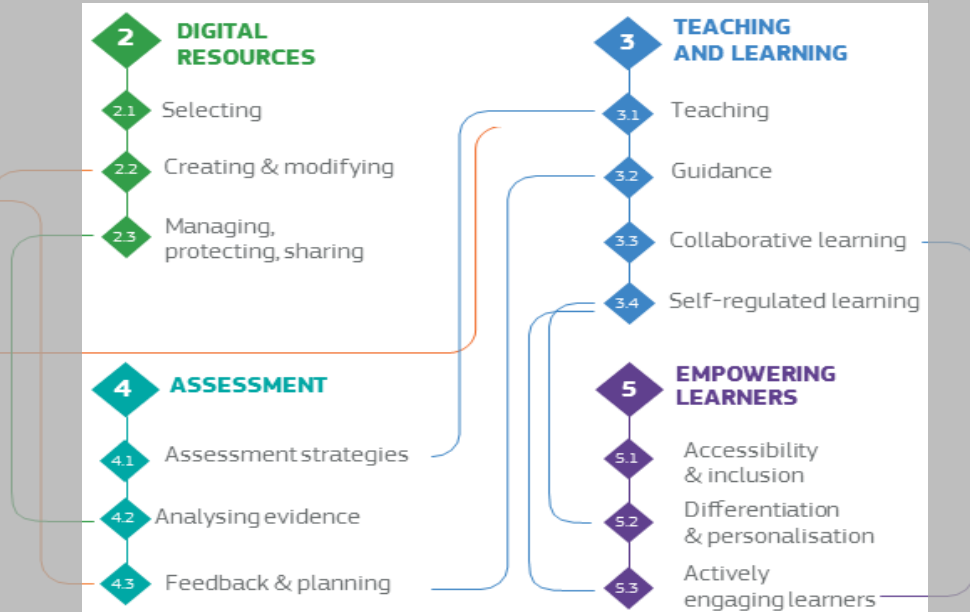 2
DIGITAL
RESOURCES
2.1
Selecting
2.2
Creating & modifying
2.3
Managing,
protecting, sharing
3
TEACHING
AND LEARNING
3.1
Teaching
3.2
Guidance
3.3
Collaborative learning
3.4
Self-regulated learning
4
ASSESSMENT
4.1
Assessment strategies
4.2
Analysing evidence
4.3
Feedback & planning
5
EMPOWERING
LEARNERS
5.1
Accessibility
& inclusion
5.2
Differentiation
& personalisation
5.3
Actively
engaging learners